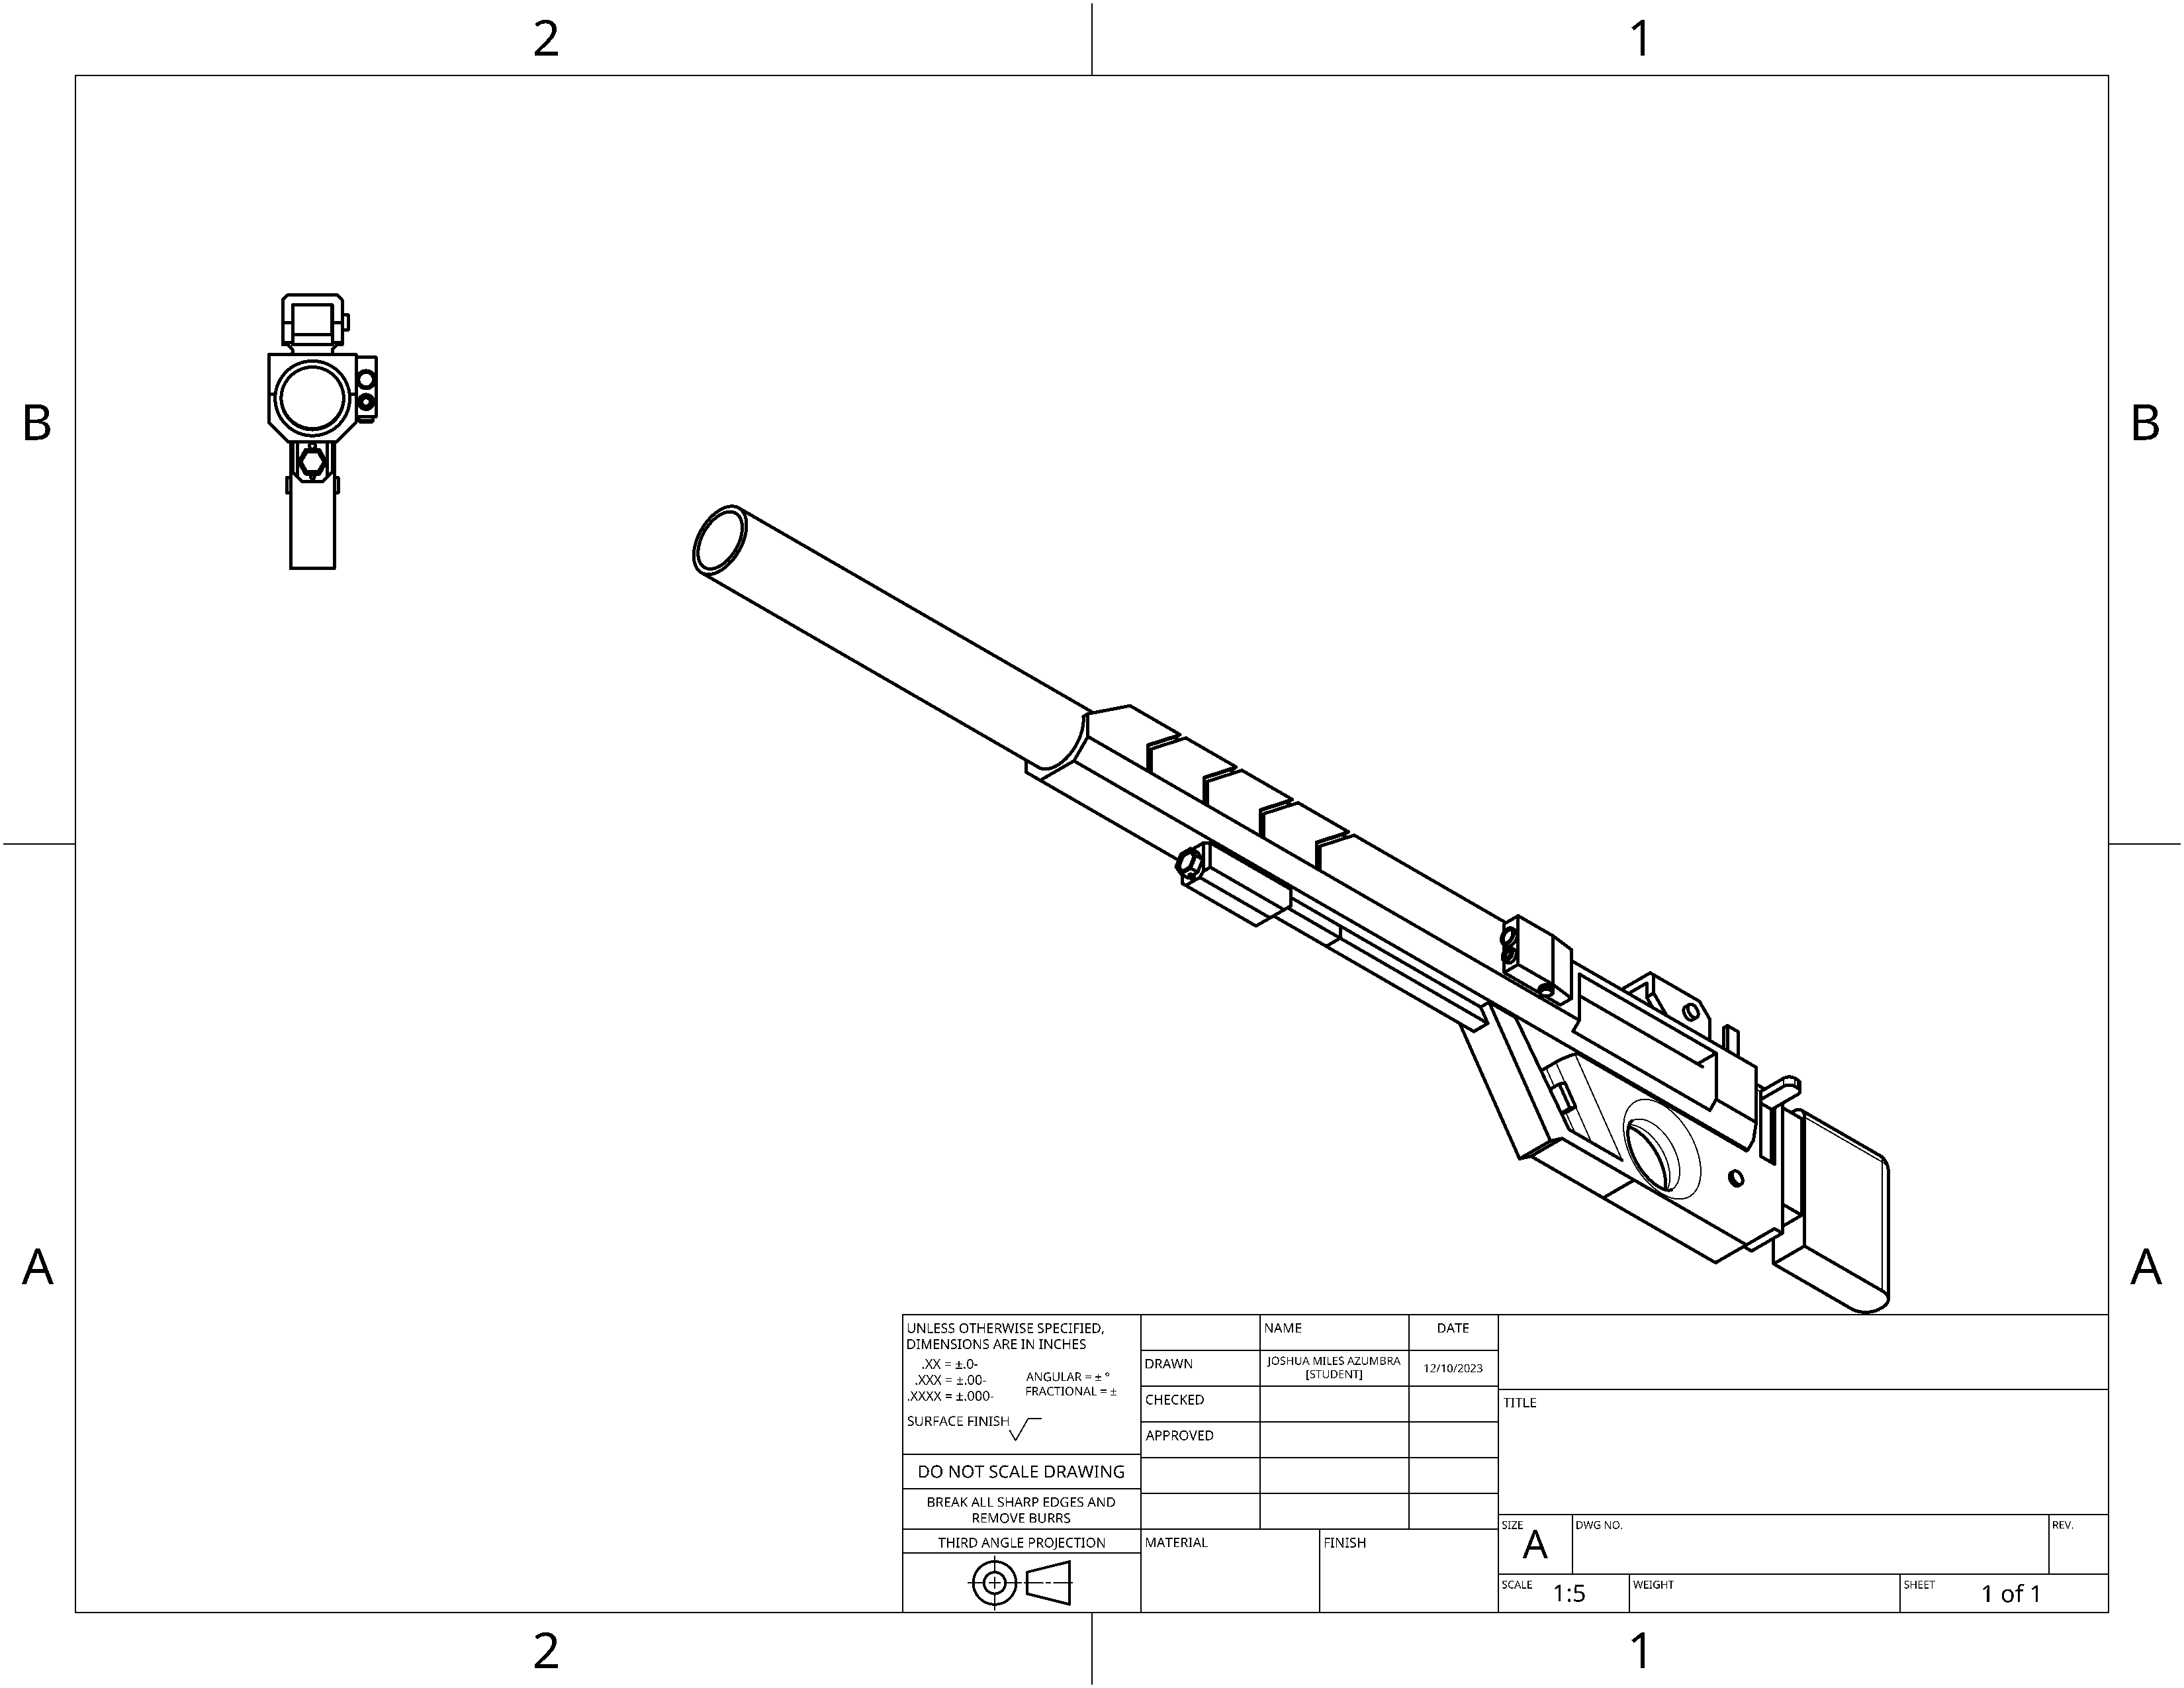 2
1
B
B
A
A
UNLESS OTHERWISE SPECIFIED,
DIMENSIONS ARE IN INCHES
.XX = ±.0-
.XXX = ±.00-
.XXXX = ±.000-
ANGULAR = ± °
FRACTIONAL = ±
SURFACE FINISH
DO NOT SCALE DRAWING
BREAK ALL SHARP EDGES AND
REMOVE BURRS
THIRD ANGLE PROJECTION
NAME
DATE
DRAWN
JOSHUA MILES AZUMBRA
[STUDENT]
12/10/2023
CHECKED
APPROVED
MATERIAL
FINISH
TITLE
SIZE
A
DWG NO.
REV.
SCALE
1:5
WEIGHT
SHEET
1 of 1
2
1